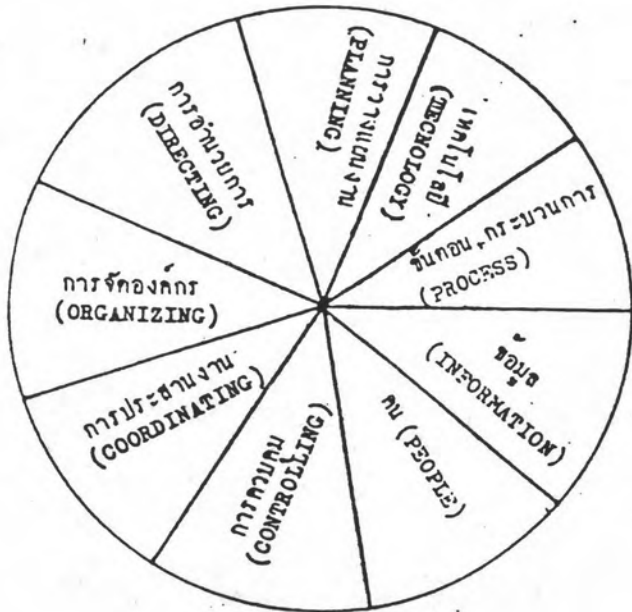 การวางแผนงาน
(PLANNING)
เทคโนโลยี
(TECNOLOGY)
ขั้นตอน,กระบวนการ
(PROCESS)
ข้อมูล
(INFORMATION)
คน (PEOPLE)
การควบคุม
(CONTROLLING)
การประสานงาน
(COORDINATING)
การจัดองค์กร
(ORGANIZING)
การอำนวยการ
(DIRECTING)